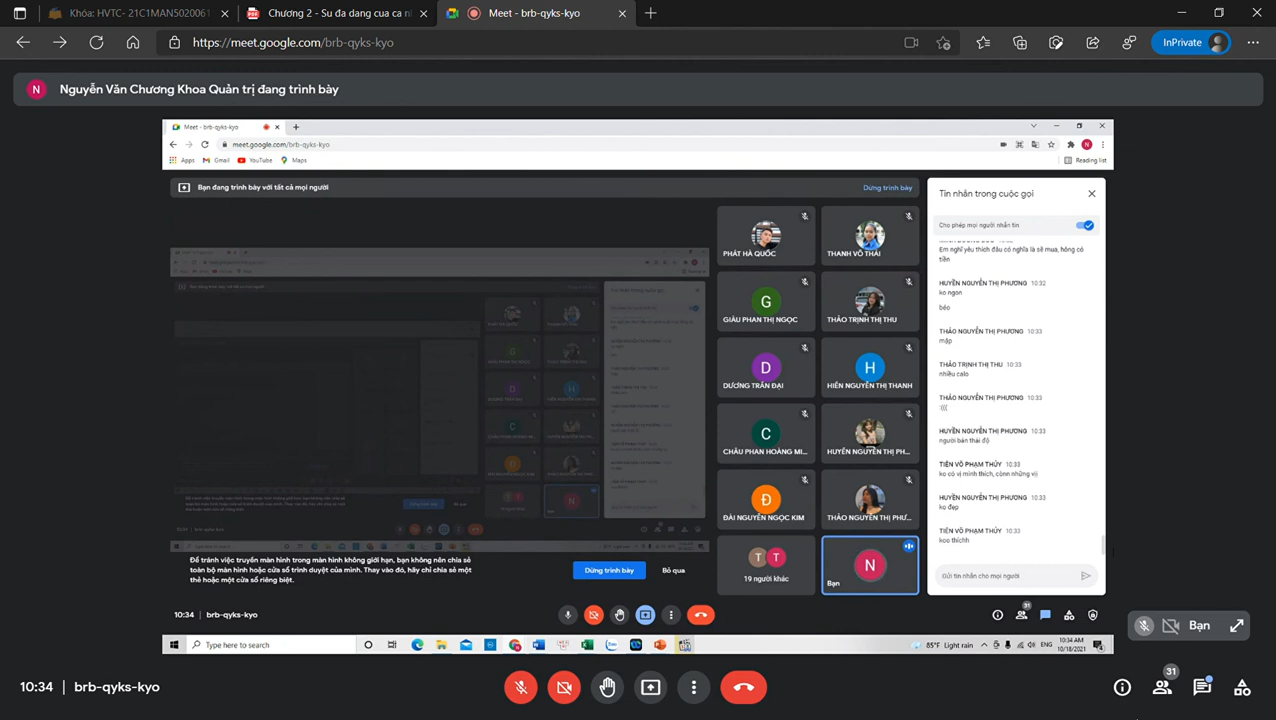 Khóa: HVTC - 21C1MAN5020061
Chương 2 - Su đa dang cua ca n
Meet - brb-qyks-kyo
https://meet.google.com/brb-qyks-kyo
InPrivate
N
Nguyễn Văn Chương Khoa Quản trị đang trình bày
Meet - brb-qyks-kyo
meet.google.com/brb-qyks-kyo
N
Apps
Gmail
YouTube
Maps
Reading list
Bạn đang trình bày với tất cả mọi người
Dừng trình bày
PHÁT HÀ QUỐC
THANH VÕ THÁI
G
GIÀU PHAN THỊ NGỌC
THẢO TRỊNH THỊ THU
D
DƯƠNG TRẦN ĐẠI
H
HIỀN NGUYỄN THỊ THANH
C
CHÂU PHAN HOÀNG MI...
HUYỀN NGUYỄN THỊ PH...
Đ
ĐÀI NGUYỄN NGỌC KIM
THẢO NGUYỄN THỊ PHƯ...
T T
19 người khác
N
Bạn
Tin nhắn trong cuộc gọi
Cho phép mọi người nhắn tin
Em nghĩ yêu thích đâu có nghĩa là sẽ mua, hông có
tiền
HUYỀN NGUYỄN THỊ PHƯƠNG 10:32
ko ngon
béo
THẢO NGUYỄN THỊ PHƯƠNG 10:33
mập
THẢO TRỊNH THỊ THU 10:33
nhiều calo
THẢO NGUYỄN THỊ PHƯƠNG 10:33
:(((
HUYỀN NGUYỄN THỊ PHƯƠNG 10:33
người bán thái độ
TIÊN VÕ PHẠM THỦY 10:33
ko có vị mình thích, cònn những vị
HUYỀN NGUYỄN THỊ PHƯƠNG 10:33
ko đẹp
TIÊN VÕ PHẠM THỦY 10:33
koo thíchh
Gửi tin nhắn cho mọi người
Để tránh việc truyền màn hình trong màn hình không giới hạn, bạn không nên chia sẻ
toàn bộ màn hình hoặc cửa sổ trình duyệt của mình. Thay vào đó, hãy chỉ chia sẻ một
thẻ hoặc một cửa sổ riêng biệt.
Dừng trình bày
Bỏ qua
10:34 | brb-qyks-kyo
31
Type here to search
85°F Light rain
ENG
10:34 AM
10/18/2021
Bạn
10:34 | brb-qyks-kyo
31